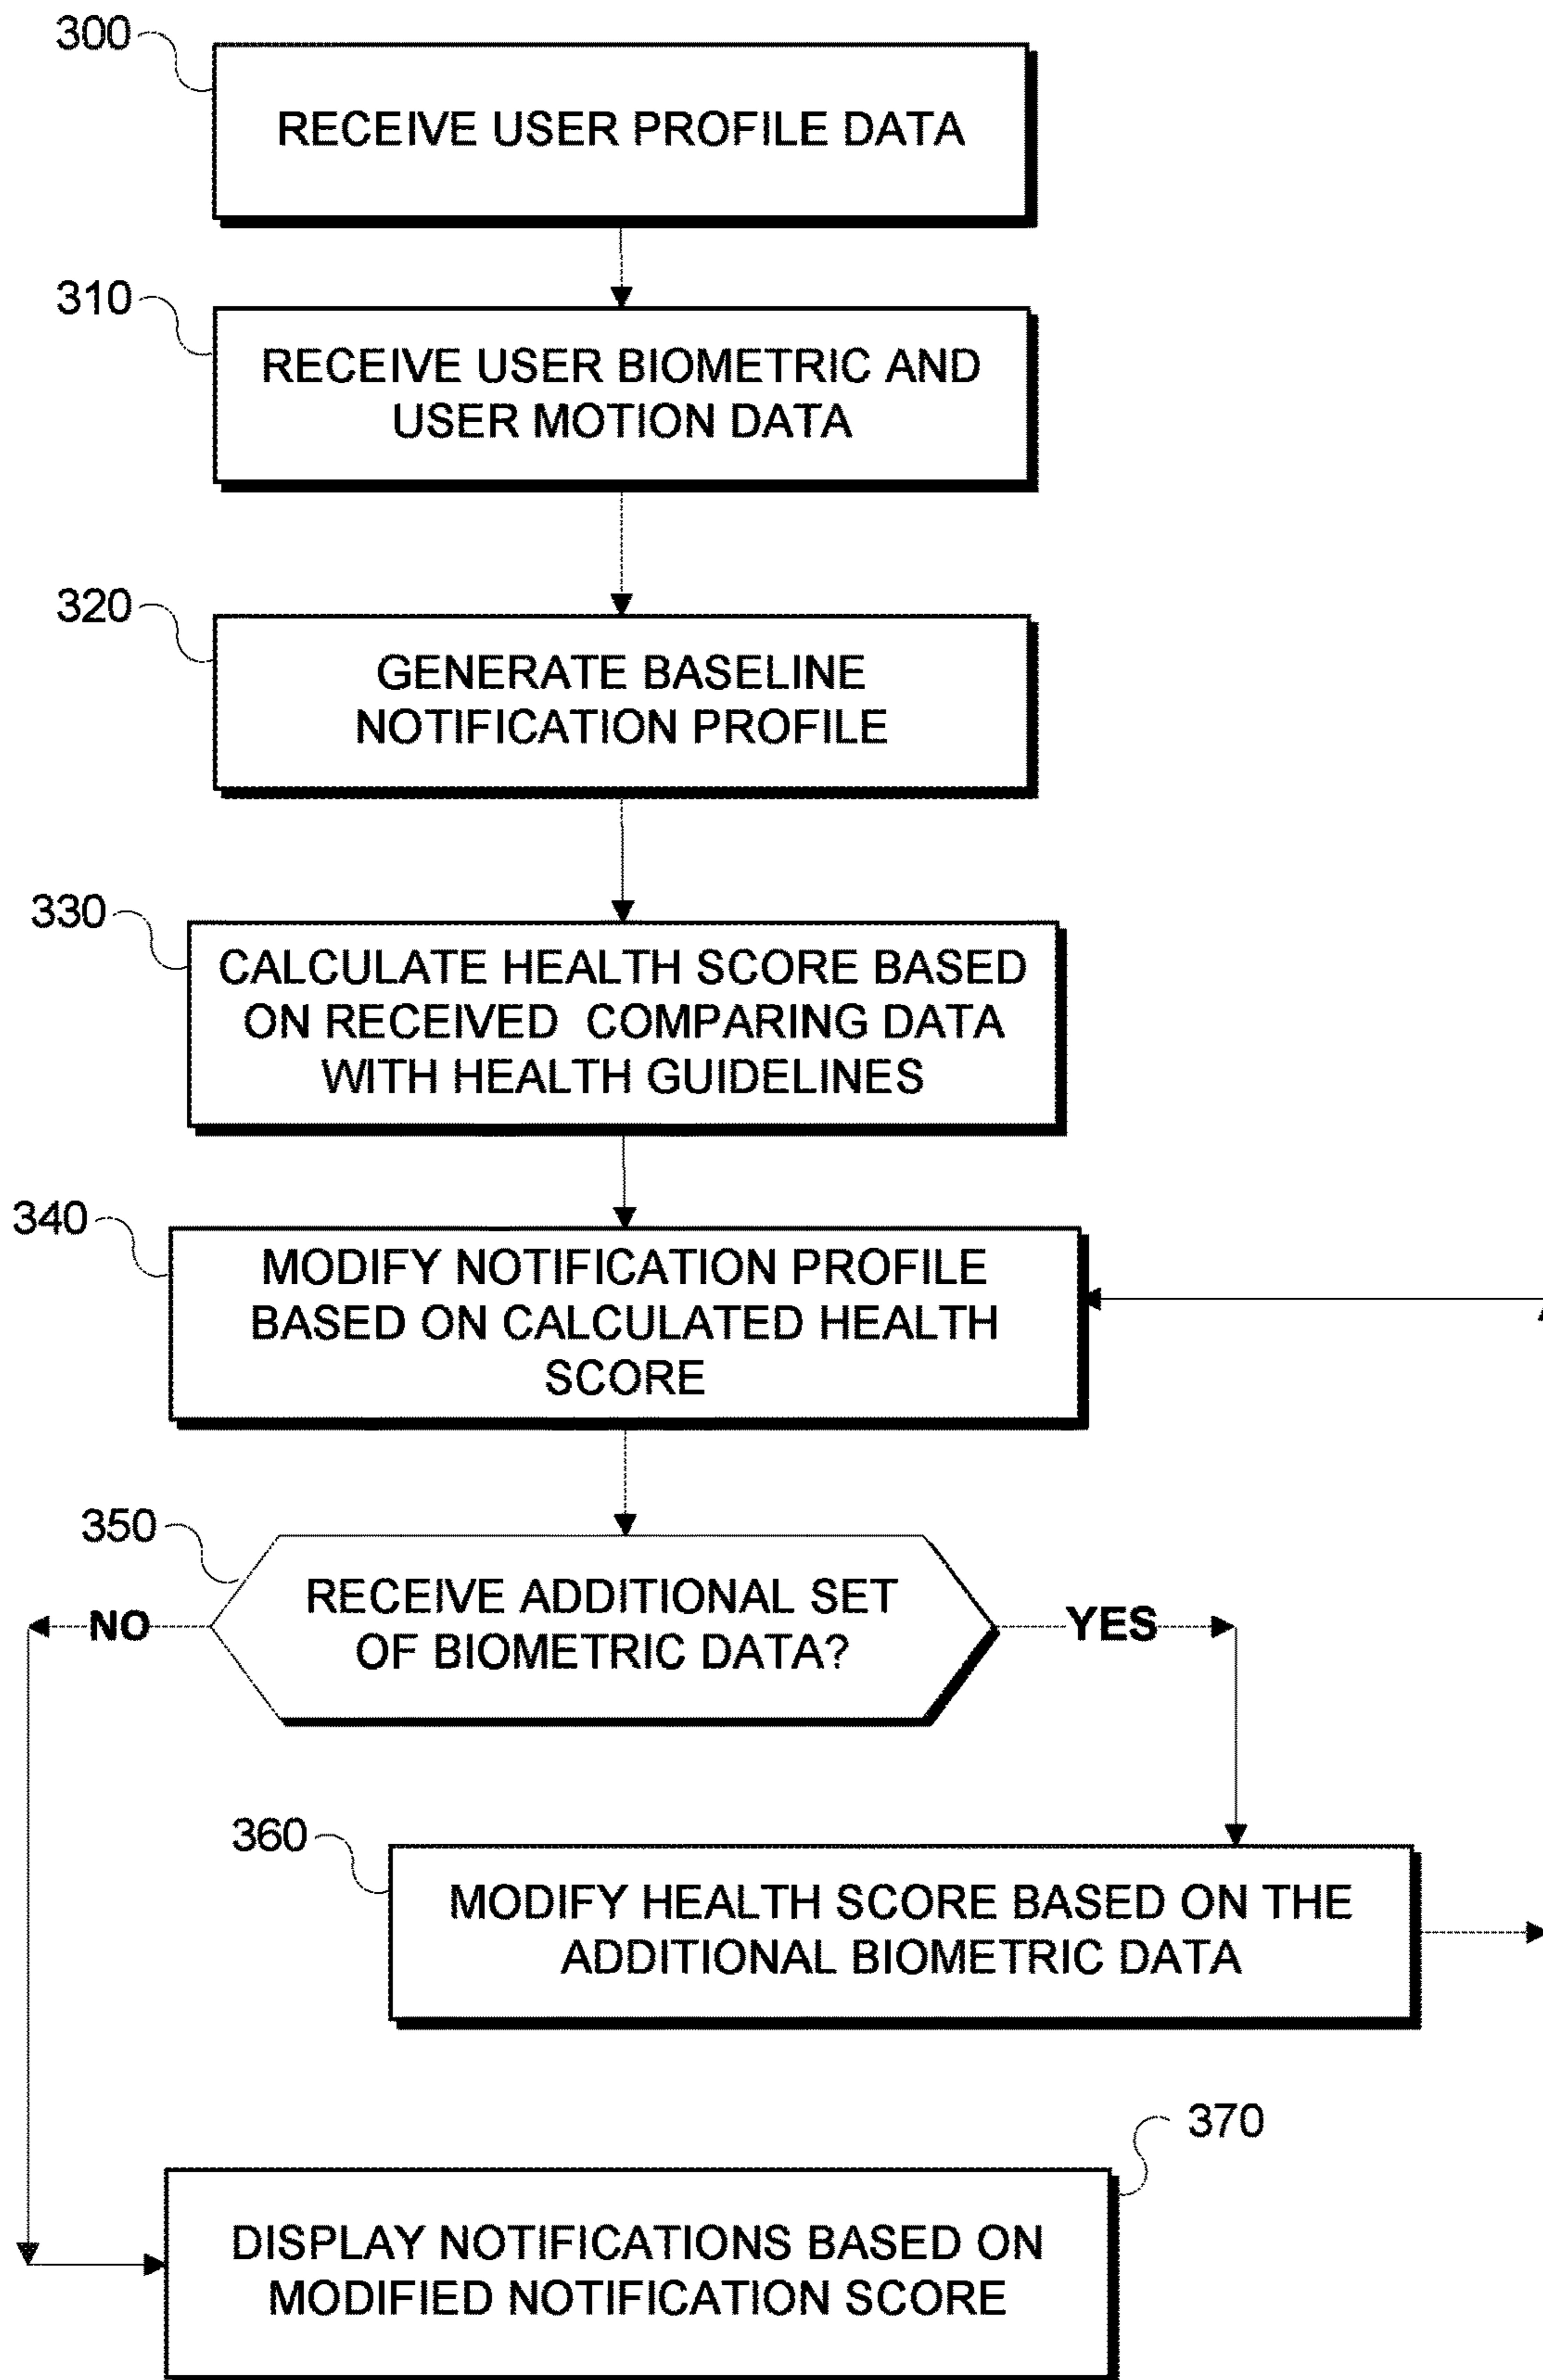 300
RECEIVE USER PROFILE DATA
310
RECEIVE USER BIOMETRIC AND
USER MOTION DATA
320
GENERATE BASELINE
NOTIFICATION PROFILE
330
CALCULATE HEALTH SCORE BASED
ON RECEIVED COMPARING DATA
WITH HEALTH GUIDELINES
340
MODIFY NOTIFICATION PROFILE
BASED ON CALCULATED HEALTH
SCORE
350
RECEIVE ADDITIONAL SET
OF BIOMETRIC DATA?
NO
YES
360
MODIFY HEALTH SCORE BASED ON THE
ADDITIONAL BIOMETRIC DATA
370
DISPLAY NOTIFICATIONS BASED ON
MODIFIED NOTIFICATION SCORE